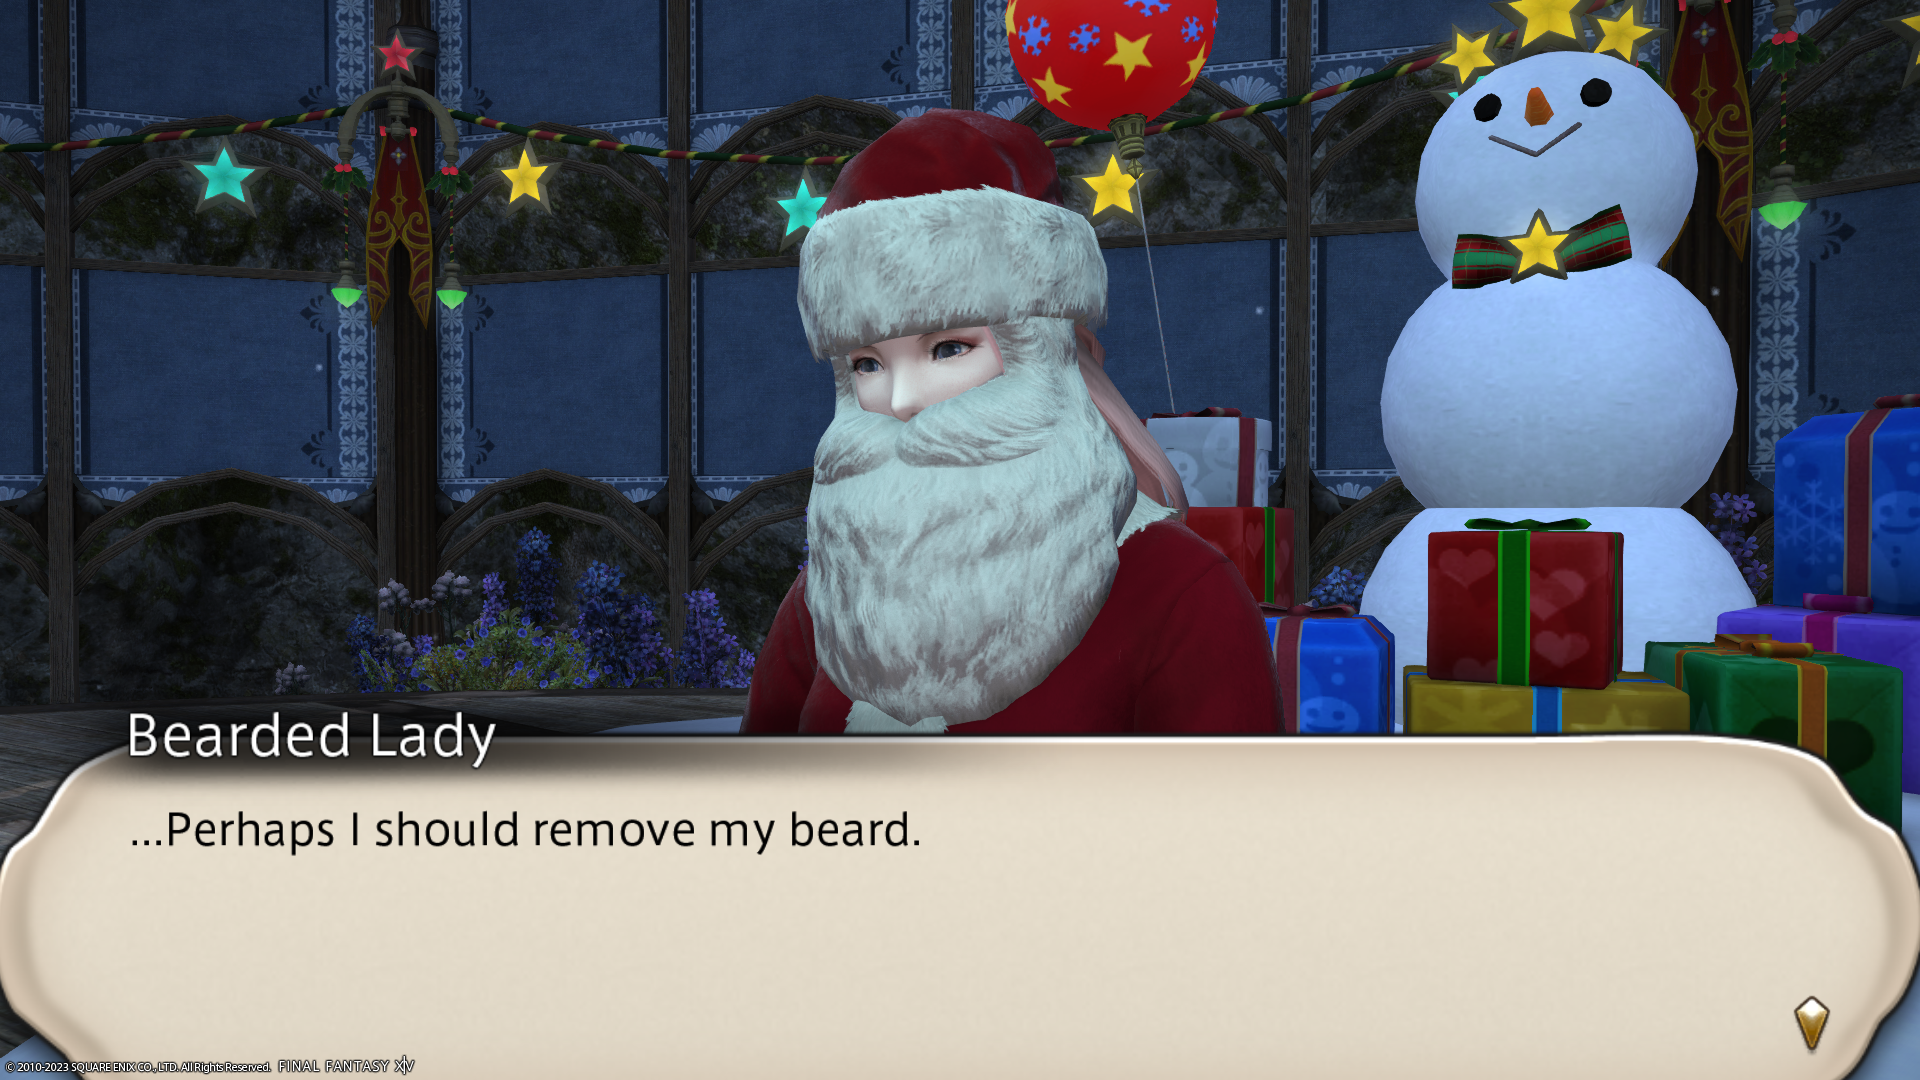 Bearded Lady
...Perhaps I should remove my beard.
© 2010-2023 SQUARE ENIX CO., LTD. All Rights Reserved. FINAL FANTASY XIV